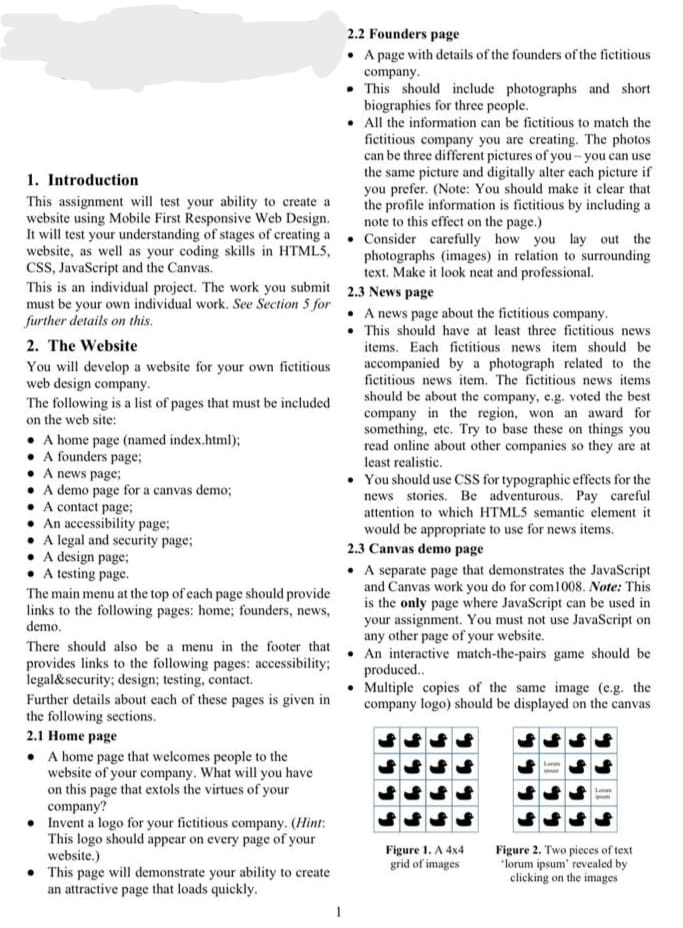 1. Introduction
This assignment will test your ability to create a
website using Mobile First Responsive Web Design.
It will test your understanding of stages of creating a
website, as well as your coding skills in HTML5,
CSS, JavaScript and the Canvas.
This is an individual project. The work you submit
must be your own individual work. See Section 5 for
further details on this.
2. The Website
You will develop a website for your own fictitious
web design company.
The following is a list of pages that must be included
on the web site:
• A home page (named index.html);
• A founders page;
• A news page;
• A demo page for a canvas demo;
• A contact page;
• An accessibility page;
• A legal and security page;
• A design page;
• A testing page.
The main menu at the top of each page should provide
links to the following pages: home; founders, news,
demo.
There should also be a menu in the footer that
provides links to the following pages: accessibility;
legal&security; design; testing, contact.
Further details about each of these pages is given in
the following sections.
2.1 Home page
• A home page that welcomes people to the
website of your company. What will you have
on this page that extols the virtues of your
company?
• Invent a logo for your fictitious company. (Hint:
This logo should appear on every page of your
website.)
• This page will demonstrate your ability to create
an attractive page that loads quickly.
2.2 Founders page
• A page with details of the founders of the fictitious
company.
• This should include photographs and short
biographies for three people.
• All the information can be fictitious to match the
fictitious company you are creating. The photos
can be three different pictures of you – you can use
the same picture and digitally alter each picture if
you prefer. (Note: You should make it clear that
the profile information is fictitious by including a
note to this effect on the page.)
• Consider carefully how you lay out the
photographs (images) in relation to surrounding
text. Make it look neat and professional.
2.3 News page
• A news page about the fictitious company.
• This should have at least three fictitious news
items. Each fictitious news item should be
accompanied by a photograph related to the
fictitious news item. The fictitious news items
should be about the company, e.g. voted the best
company in the region, won an award for
something, etc. Try to base these on things you
read online about other companies so they are at
least realistic.
• You should use CSS for typographic effects for the
news stories. Be adventurous. Pay careful
attention to which HTML5 semantic element it
would be appropriate to use for news items.
2.3 Canvas demo page
• A separate page that demonstrates the JavaScript
and Canvas work you do for com1008. Note: This
is the only page where JavaScript can be used in
your assignment. You must not use JavaScript on
any other page of your website.
• An interactive match-the-pairs game should be
produced..
• Multiple copies of the same image (e.g. the
company logo) should be displayed on the canvas
Figure 1. A 4x4
grid of images
Figure 2. Two pieces of text
'lorum ipsum' revealed by
clicking on the images
1